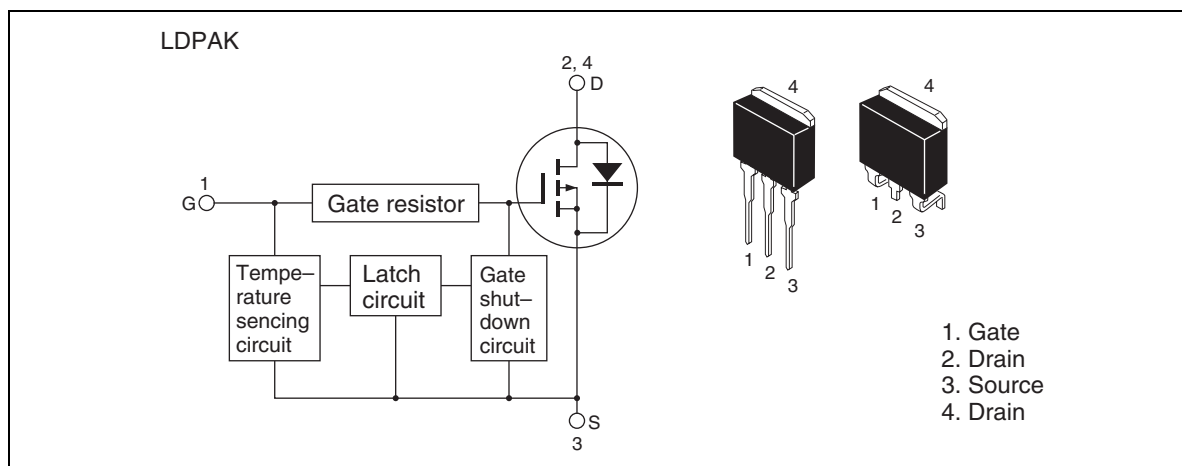 LDPAK
2, 4
D
1
G
Gate resistor
Tempe–
rature
sencing
circuit
Latch
circuit
Gate
shut–
down
circuit
S
3
4
1
2
3
4
1
2
3
1. Gate
2. Drain
3. Source
4. Drain